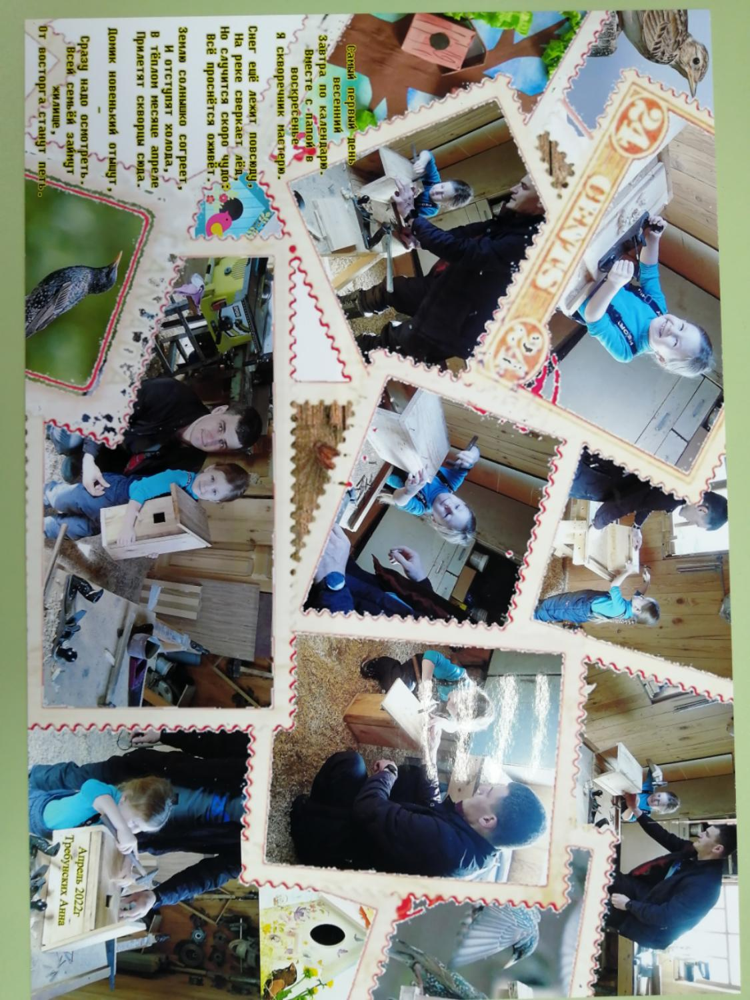 Самый первый день
весенний
Завтра по календарю.
Вместе с папой в
воскресенье
Я скворечник мастерю.
Снег ещё лежит повсюду,
На реке сверкает лёд,
Но случится скоро чудо:
Всё проснётся оживёт.
Землю солнышко согреет,
И отступят холода,
В тёплом месяце апреле
Прилетят скворцы сюда.
Домик новенький отыщут,
–
Сразу надо осмотреть.
Всей семьёй займут
жилище,
От восторга станут петь.
24 CENTS 24
Апрель 2022г
Требунских Анна